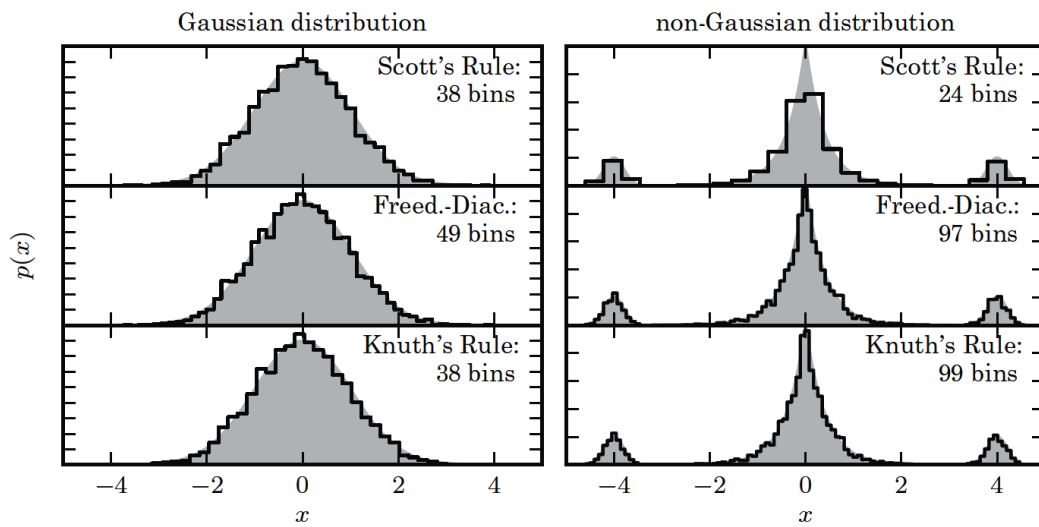 Gaussian distribution
non-Gaussian distribution
Scott's Rule:
38 bins
Scott's Rule:
24 bins
Freed.-Diac.:
49 bins
Freed.-Diac.:
97 bins
p(x)
Knuth's Rule:
38 bins
Knuth's Rule:
99 bins
−4 −2 0 2 4
−4 −2 0 2 4
x
x